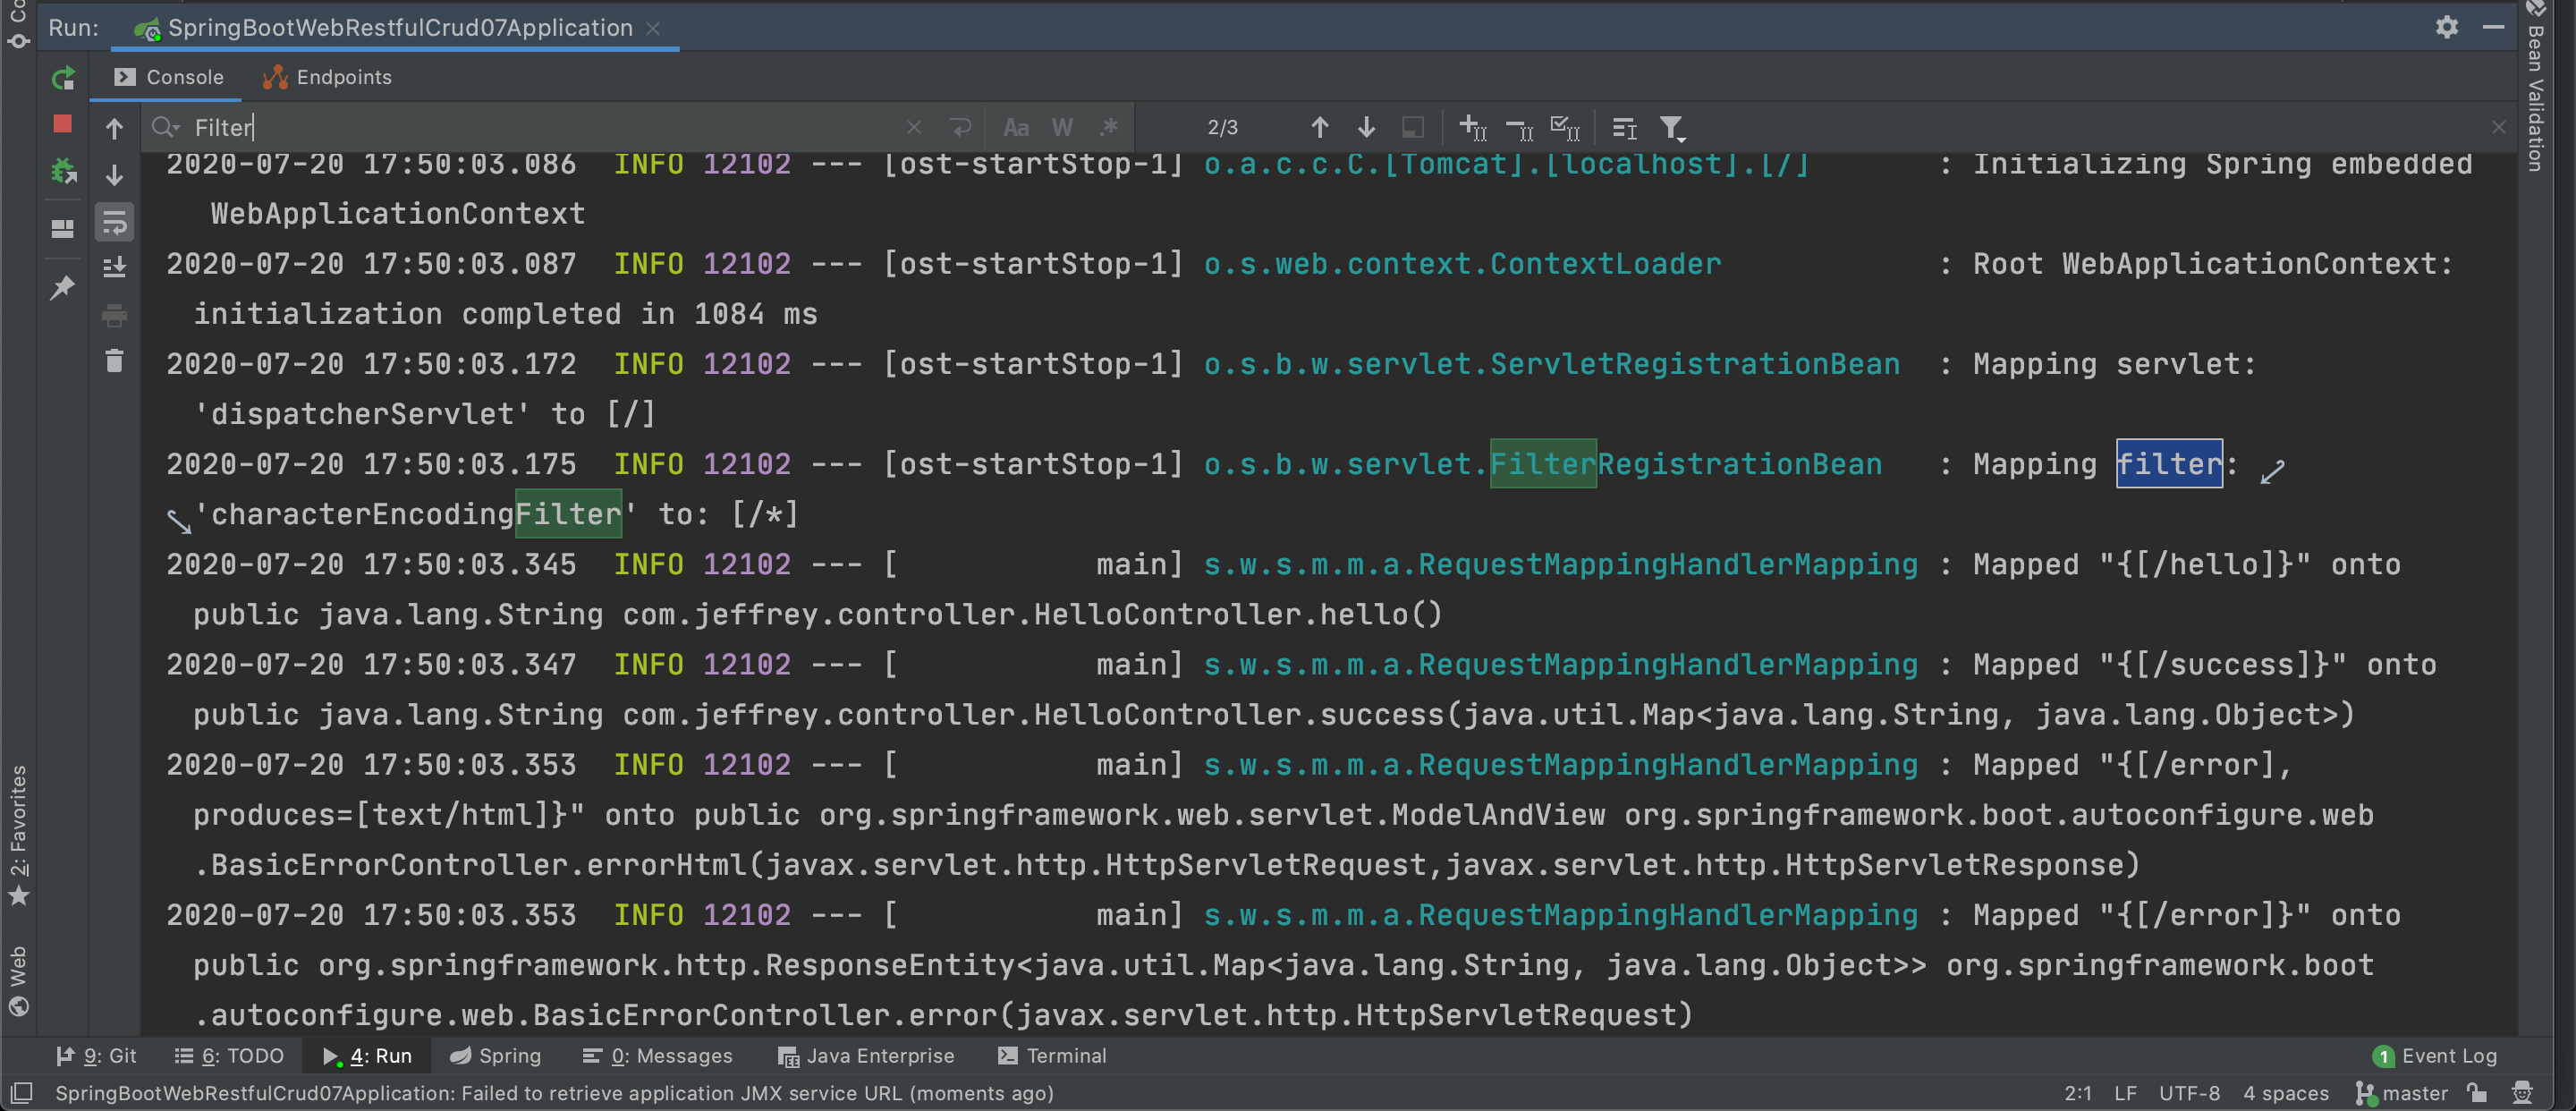 Run: SpringBootWebRestfulCrud07Application
Console Endpoints
Filter Aa W .* 2/3
2020-07-20 17:50:03.086  INFO 12102 --- [ost-startStop-1] o.a.c.c.C.[Tomcat].[localhost].[/]       : Initializing Spring embedded
WebApplicationContext
2020-07-20 17:50:03.087  INFO 12102 --- [ost-startStop-1] o.s.web.context.ContextLoader            : Root WebApplicationContext:
initialization completed in 1084 ms
2020-07-20 17:50:03.172  INFO 12102 --- [ost-startStop-1] o.s.b.w.servlet.ServletRegistrationBean  : Mapping servlet:
'dispatcherServlet' to [/]
2020-07-20 17:50:03.175  INFO 12102 --- [ost-startStop-1] o.s.b.w.servlet.FilterRegistrationBean   : Mapping filter:
'characterEncodingFilter' to: [/*]
2020-07-20 17:50:03.345  INFO 12102 --- [           main] s.w.s.m.m.a.RequestMappingHandlerMapping : Mapped "{[/hello]}" onto
public java.lang.String com.jeffrey.controller.HelloController.hello()
2020-07-20 17:50:03.347  INFO 12102 --- [           main] s.w.s.m.m.a.RequestMappingHandlerMapping : Mapped "{[/success]}" onto
public java.lang.String com.jeffrey.controller.HelloController.success(java.util.Map<java.lang.String, java.lang.Object>)
2020-07-20 17:50:03.353  INFO 12102 --- [           main] s.w.s.m.m.a.RequestMappingHandlerMapping : Mapped "{[/error],
produces=[text/html]}" onto public org.springframework.web.servlet.ModelAndView org.springframework.boot.autoconfigure.web
.BasicErrorController.errorHtml(javax.servlet.http.HttpServletRequest,javax.servlet.http.HttpServletResponse)
2020-07-20 17:50:03.353  INFO 12102 --- [           main] s.w.s.m.m.a.RequestMappingHandlerMapping : Mapped "{[/error]}" onto
public org.springframework.http.ResponseEntity<java.util.Map<java.lang.String, java.lang.Object>> org.springframework.boot
.autoconfigure.web.BasicErrorController.error(javax.servlet.http.HttpServletRequest)
2: Favorites
Web
Bean Validation
9: Git 6: TODO 4: Run Spring 0: Messages Java Enterprise Terminal 1 Event Log
SpringBootWebRestfulCrud07Application: Failed to retrieve application JMX service URL (moments ago) 2:1 LF UTF-8 4 spaces master